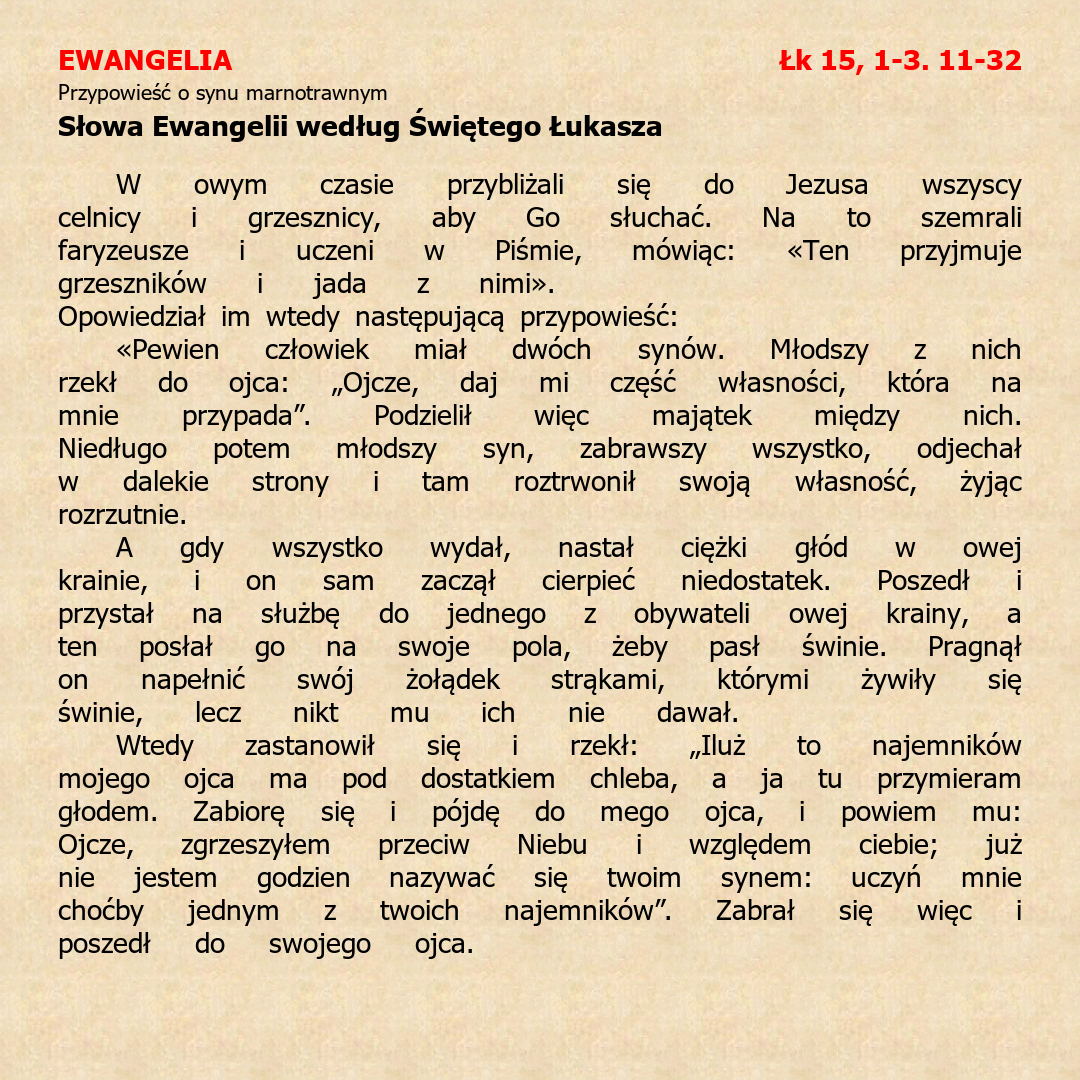 EWANGELIA Łk 15, 1-3. 11-32
Przypowieść o synu marnotrawnym
Słowa Ewangelii według Świętego Łukasza
W owym czasie przybliżali się do Jezusa wszyscy
celnicy i grzesznicy, aby Go słuchać. Na to szemrali
faryzeusze i uczeni w Piśmie, mówiąc: «Ten przyjmuje
grzeszników i jada z nimi».
Opowiedział im wtedy następującą przypowieść:
«Pewien człowiek miał dwóch synów. Młodszy z nich
rzekł do ojca: „Ojcze, daj mi część własności, która na
mnie przypada”. Podzielił więc majątek między nich.
Niedługo potem młodszy syn, zabrawszy wszystko, odjechał
w dalekie strony i tam roztrwonił swoją własność, żyjąc
rozrzutnie.
A gdy wszystko wydał, nastał ciężki głód w owej
krainie, i on sam zaczął cierpieć niedostatek. Poszedł i
przystał na służbę do jednego z obywateli owej krainy, a
ten posłał go na swoje pola, żeby pasł świnie. Pragnął
on napełnić swój żołądek strąkami, którymi żywiły się
świnie, lecz nikt mu ich nie dawał.
Wtedy zastanowił się i rzekł: „Iluż to najemników
mojego ojca ma pod dostatkiem chleba, a ja tu przymieram
głodem. Zabiorę się i pójdę do mego ojca, i powiem mu:
Ojcze, zgrzeszyłem przeciw Niebu i względem ciebie; już
nie jestem godzien nazywać się twoim synem: uczyń mnie
choćby jednym z twoich najemników”. Zabrał się więc i
poszedł do swojego ojca.